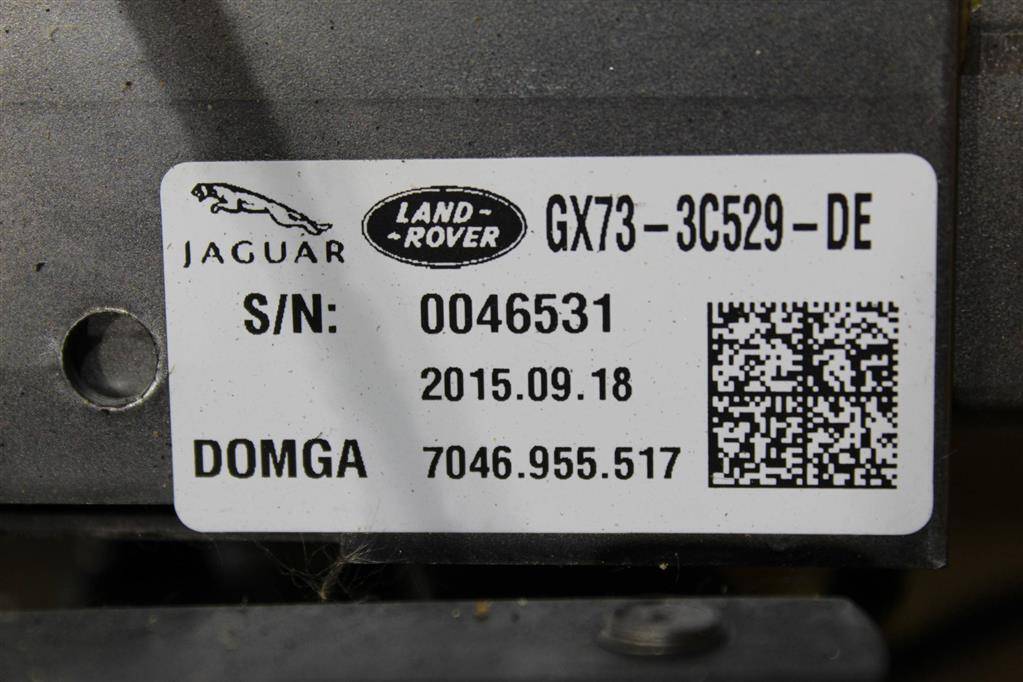 JAGUAR LAND-
-ROVER GX73-3C529-DE
S/N: 0046531
2015.09.18
DOMGA 7046.955.517